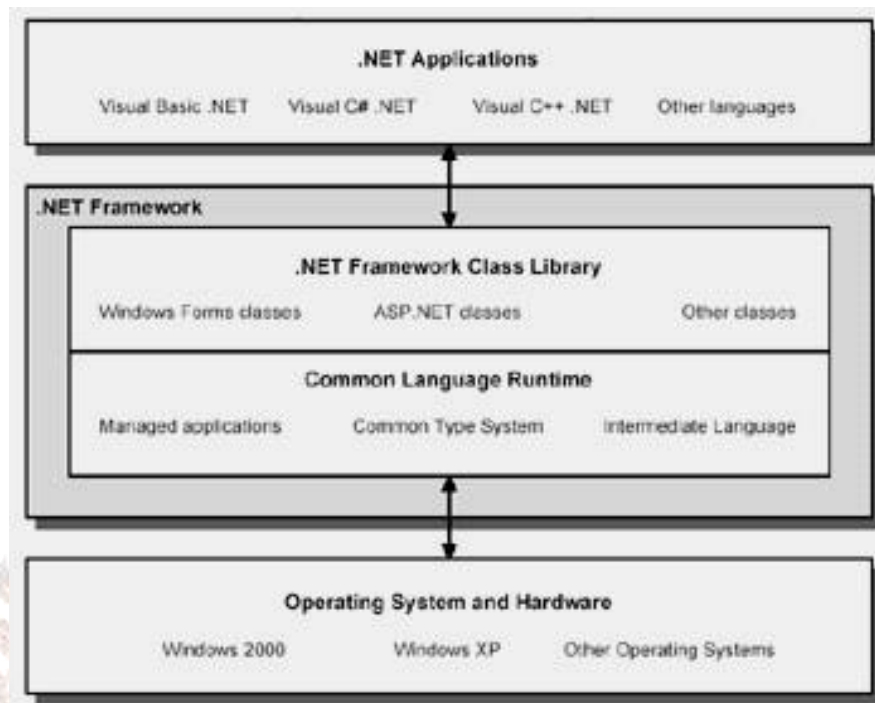 .NET Applications
Visual Basic .NET Visual C# .NET Visual C++ .NET Other languages
.NET Framework
.NET Framework Class Library
Windows Forms classes ASP.NET classes Other classes
Common Language Runtime
Managed applications Common Type System Intermediate Language
Operating System and Hardware
Windows 2000 Windows XP Other Operating Systems